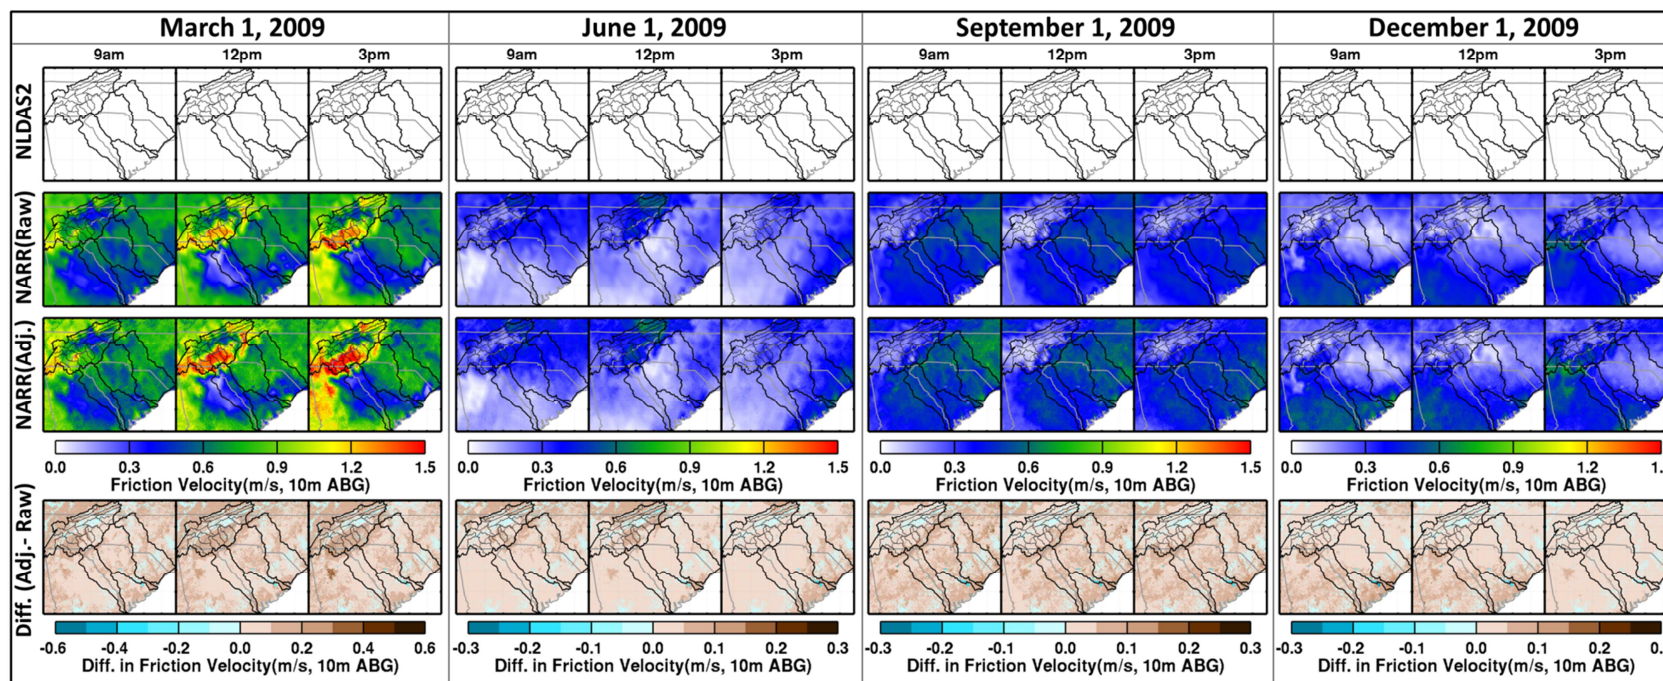 March 1, 2009 June 1, 2009 September 1, 2009 December 1, 2009
9am 12pm 3pm 9am 12pm 3pm 9am 12pm 3pm 9am 12pm 3pm
NLDAS2
NARR(Raw)
NARR(Adj.)
0.0 0.3 0.6 0.9 1.2 1.5 0.0 0.3 0.6 0.9 1.2 1.5 0.0 0.3 0.6 0.9 1.2 1.5 0.0 0.3 0.6 0.9 1.2 1.
Friction Velocity(m/s, 10m ABG) Friction Velocity(m/s, 10m ABG) Friction Velocity(m/s, 10m ABG) Friction Velocity(m/s, 10m ABG)
Diff. (Adj.- Raw)
-0.6 -0.4 -0.2 0.0 0.2 0.4 0.6 -0.3 -0.2 -0.1 0.0 0.1 0.2 0.3 -0.3 -0.2 -0.1 0.0 0.1 0.2 0.3 -0.3 -0.2 -0.1 0.0 0.1 0.2 0.
Diff. in Friction Velocity(m/s, 10m ABG) Diff. in Friction Velocity(m/s, 10m ABG) Diff. in Friction Velocity(m/s, 10m ABG) Diff. in Friction Velocity(m/s, 10m ABG)